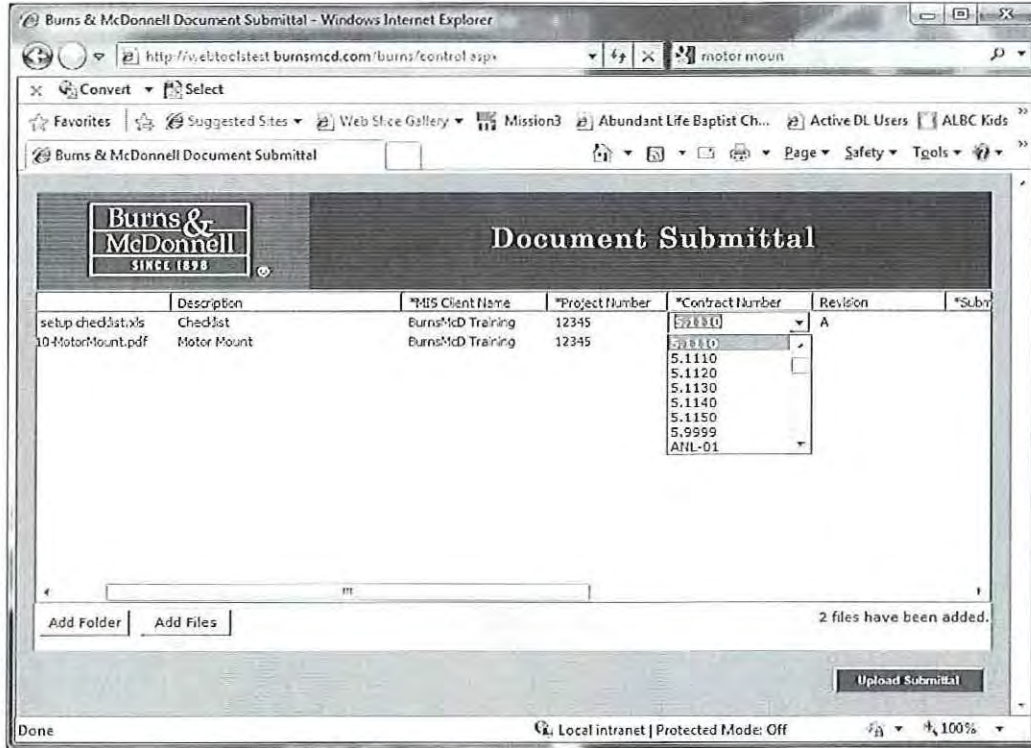 Burns & McDonnell Document Submittal - Windows Internet Explorer
http://webtoolstest.burnsmcd.com/burns/control.aspx
motor moun
Convert Select
Favorites Suggested Sites Web Slice Gallery Mission3 Abundant Life Baptist Ch... Active DL Users ALBC Kids
Burns & McDonnell Document Submittal Page Safety Tools
Burns &
McDonnell
SINCE 1898
®
Document Submittal
Description *MIS Client Name *Project Number *Contract Number Revision *Subm
setup checklist.xls Checklist BurnsMcD Training 12345 5.1110 A
10-MotorMount.pdf Motor Mount BurnsMcD Training 12345 5.1110
5.1110
5.1120
5.1130
5.1140
5.1150
5.9999
ANL-01
Add Folder Add Files 2 files have been added.
Upload Submittal
Done Local intranet | Protected Mode: Off 100%